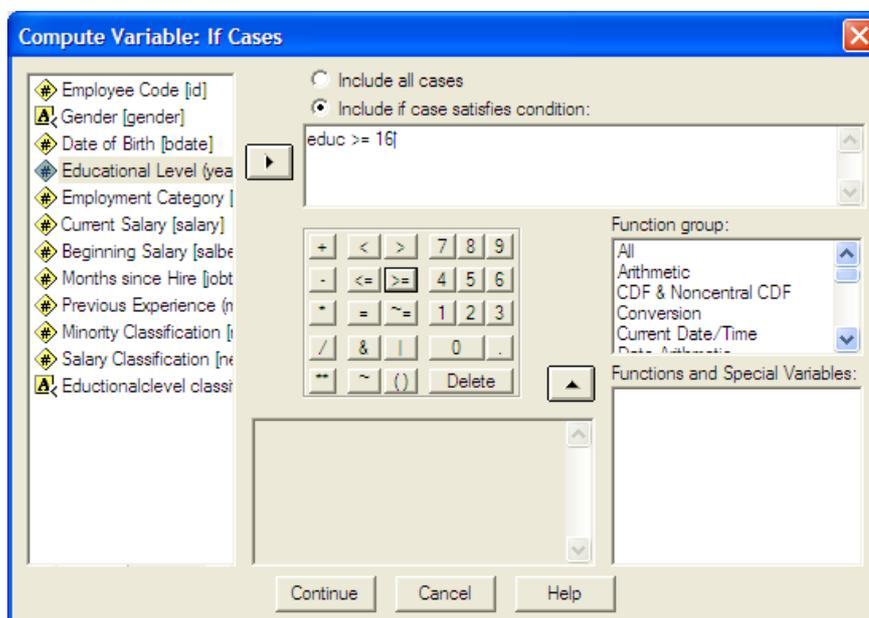 Compute Variable: If Cases
Employee Code [id]
Gender [gender]
Date of Birth [bdate]
Educational Level (yea
Employment Category [
Current Salary [salary]
Beginning Salary [salbe
Months since Hire [jobt
Previous Experience (m
Minority Classification [
Salary Classification [ne
Eductionalclevel classif
Include all cases
Include if case satisfies condition:
educ >= 16
+ < > 7 8 9
- <= >= 4 5 6
* = ~= 1 2 3
/ & | 0 .
** ~ () Delete
Function group:
All
Arithmetic
CDF & Noncentral CDF
Conversion
Current Date/Time
Date Arithmetic
Functions and Special Variables:
Continue Cancel Help